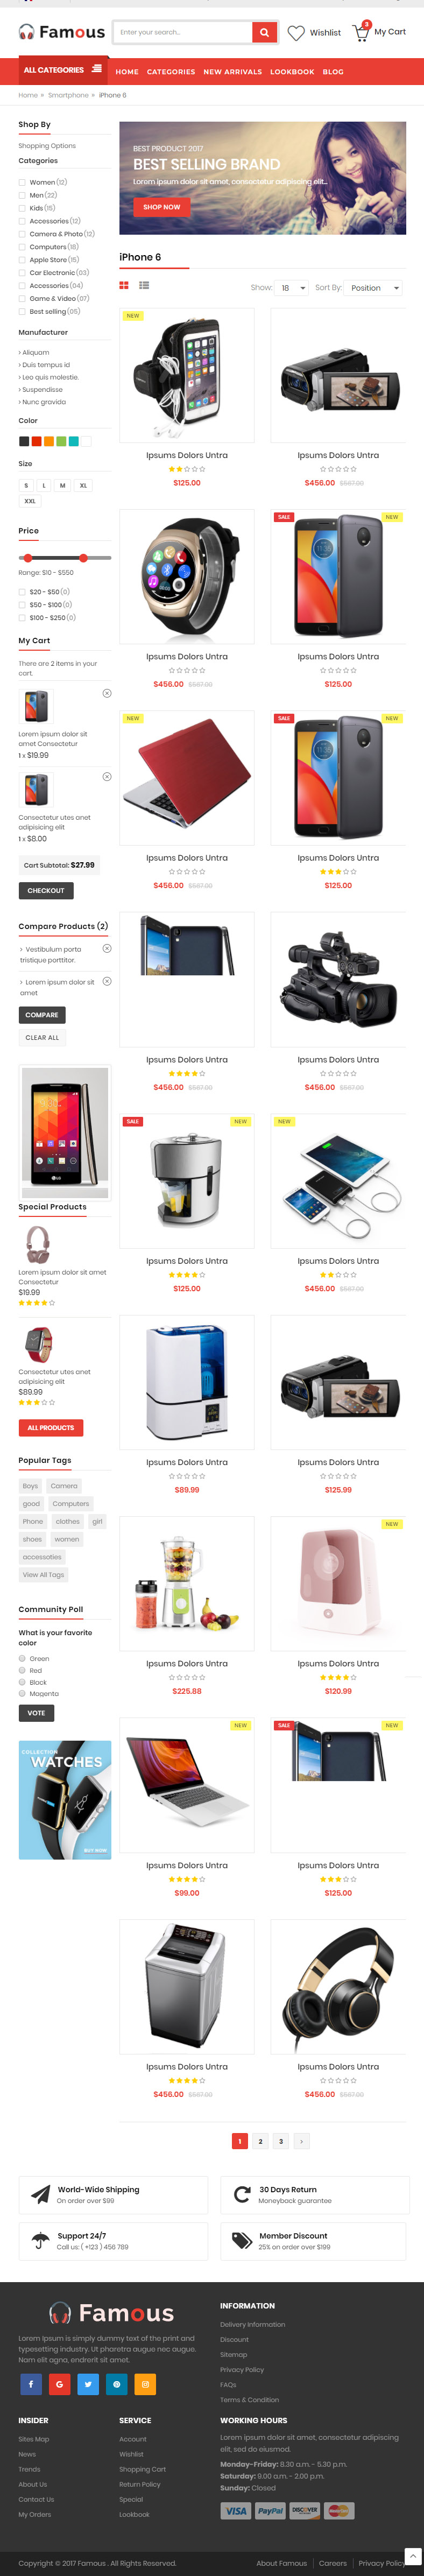 Famous
Enter your search...
Wishlist
3
My Cart
ALL CATEGORIES
HOME CATEGORIES NEW ARRIVALS LOOKBOOK BLOG
Home » Smartphone » iPhone 6
Shop By
Shopping Options
Categories
Women (12)
Men (22)
Kids (15)
Accessories (12)
Camera & Photo (12)
Computers (18)
Apple Store (15)
Car Electronic (03)
Accessories (04)
Game & Video (07)
Best selling (05)
Manufacturer
› Aliquam
› Duis tempus id
› Leo quis molestie.
› Suspendisse
› Nunc gravida
Color
Size
S L M XL
XXL
Price
Range: $10 - $550
$20 - $50 (0)
$50 - $100 (0)
$100 - $250 (0)
My Cart
There are 2 items in your
cart.
Lorem ipsum dolor sit
amet Consectetur
1 x $19.99
Consectetur utes anet
adipisicing elit
1 x $8.00
Cart Subtotal: $27.99
CHECKOUT
Compare Products (2)
› Vestibulum porta
tristique porttitor.
› Lorem ipsum dolor sit
amet
COMPARE
CLEAR ALL
LG
Special Products
Lorem ipsum dolor sit amet
Consectetur
$19.99
Consectetur utes anet
adipisicing elit
$89.99
ALL PRODUCTS
Popular Tags
Boys Camera
good Computers
Phone clothes girl
shoes women
accessoties
View All Tags
Community Poll
What is your favorite
color
Green
Red
Black
Magenta
VOTE
COLLECTION
WATCHES
BUY NOW
BEST PRODUCT 2017
BEST SELLING BRAND
Lorem ipsum dolor sit amet, consectetur adipiscing elit...
SHOP NOW
iPhone 6
Show: 18 Sort By: Position
NEW
Ipsums Dolors Untra Ipsums Dolors Untra
$125.00 $456.00 $567.00
SALE NEW
Ipsums Dolors Untra Ipsums Dolors Untra
$456.00 $567.00 $125.00
NEW SALE NEW
Ipsums Dolors Untra Ipsums Dolors Untra
$456.00 $567.00 $125.00
Ipsums Dolors Untra Ipsums Dolors Untra
$456.00 $567.00 $456.00 $567.00
SALE NEW NEW
Ipsums Dolors Untra Ipsums Dolors Untra
$125.00 $456.00 $567.00
Ipsums Dolors Untra Ipsums Dolors Untra
$89.99 $125.99
NEW
Ipsums Dolors Untra Ipsums Dolors Untra
$225.88 $120.99
NEW SALE NEW
Ipsums Dolors Untra Ipsums Dolors Untra
$99.00 $125.00
Ipsums Dolors Untra Ipsums Dolors Untra
$456.00 $567.00 $456.00 $567.00
1 2 3 ›
World-Wide Shipping
On order over $99
30 Days Return
Moneyback guarantee
Support 24/7
Call us: ( +123 ) 456 789
Member Discount
25% on order over $199
Famous
Lorem Ipsum is simply dummy text of the print and
typesetting industry. Ut pharetra augue nec augue.
Nam elit agna, endrerit sit amet.
INFORMATION
Delivery Information
Discount
Sitemap
Privacy Policy
FAQs
Terms & Condition
INSIDER
Sites Map
News
Trends
About Us
Contact Us
My Orders
SERVICE
Account
Wishlist
Shopping Cart
Return Policy
Special
Lookbook
WORKING HOURS
Lorem ipsum dolor sit amet, consectetur adipiscing
elit, sed do eiusmod.
Monday-Friday: 8.30 a.m. - 5.30 p.m.
Saturday: 9.00 a.m. - 2.00 p.m.
Sunday: Closed
VISA PayPal DISCOVER
Copyright © 2017 Famous . All Rights Reserved.
About Famous Careers Privacy Policy